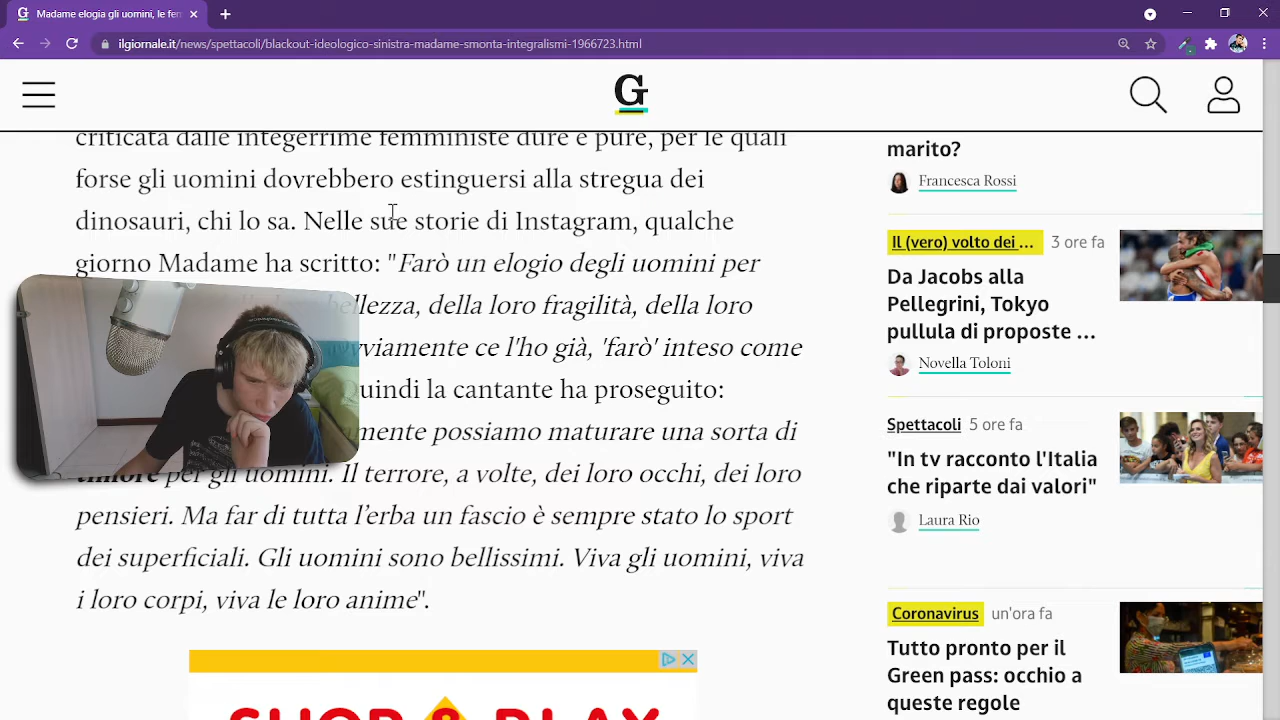 Madame elogia gli uomini, le fen
ilgiornale.it/news/spettacoli/blackout-ideologico-sinistra-madame-smonta-integralismi-1966723.html
G
criticata dalle integerrime femministe dure e pure, per le quali
forse gli uomini dovrebbero estinguersi alla stregua dei
dinosauri, chi lo sa. Nelle sue storie di Instagram, qualche
giorno Madame ha scritto: "Farò un elogio degli uomini per
bellezza, della loro fragilità, della loro
vviamente ce l'ho già, 'farò' inteso come
Quindi la cantante ha proseguito:
mente possiamo maturare una sorta di
timore per gli uomini. Il terrore, a volte, dei loro occhi, dei loro
pensieri. Ma far di tutta l'erba un fascio è sempre stato lo sport
dei superficiali. Gli uomini sono bellissimi. Viva gli uomini, viva
i loro corpi, viva le loro anime".
SHOP & PLAY
marito?
Francesca Rossi
Il (vero) volto dei ... 3 ore fa
Da Jacobs alla
Pellegrini, Tokyo
pullula di proposte ...
Novella Toloni
Spettacoli 5 ore fa
"In tv racconto l'Italia
che riparte dai valori"
Laura Rio
Coronavirus un'ora fa
Tutto pronto per il
Green pass: occhio a
queste regole